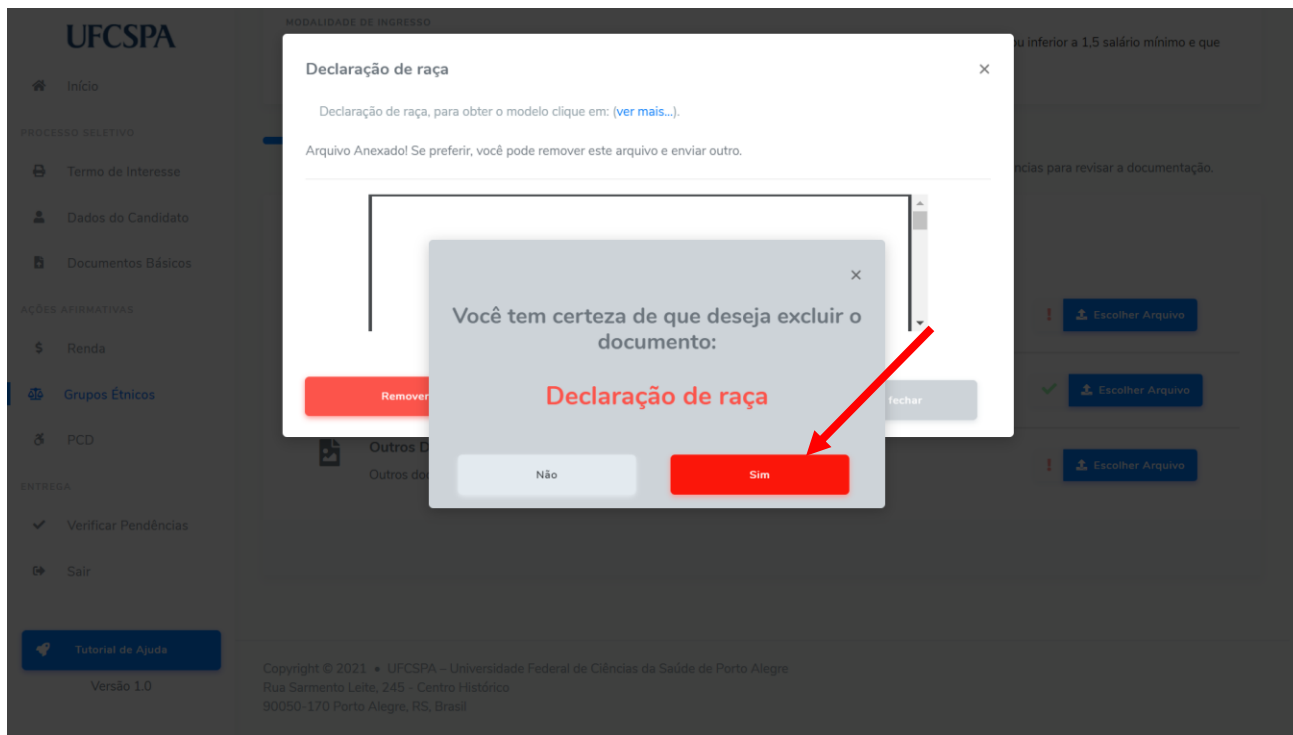 UFCSPA
Início
PROCESSO SELETIVO
Termo de Interesse
Dados do Candidato
Documentos Básicos
AÇÕES AFIRMATIVAS
$ Renda
Grupos Étnicos
PCD
ENTREGA
Verificar Pendências
Sair
Tutorial de Ajuda
Versão 1.0
MODALIDADE DE INGRESSO
ou inferior a 1,5 salário mínimo e que
Declaração de raça ×
Declaração de raça, para obter o modelo clique em: (ver mais...).
Arquivo Anexado! Se preferir, você pode remover este arquivo e enviar outro.
ncias para revisar a documentação.
×
Você tem certeza de que deseja excluir o
documento:
Declaração de raça
Não Sim
Remover
fechar
! Escolher Arquivo
Escolher Arquivo
Outros D
Outros do
! Escolher Arquivo
Copyright © 2021 • UFCSPA – Universidade Federal de Ciências da Saúde de Porto Alegre
Rua Sarmento Leite, 245 - Centro Histórico
90050-170 Porto Alegre, RS, Brasil